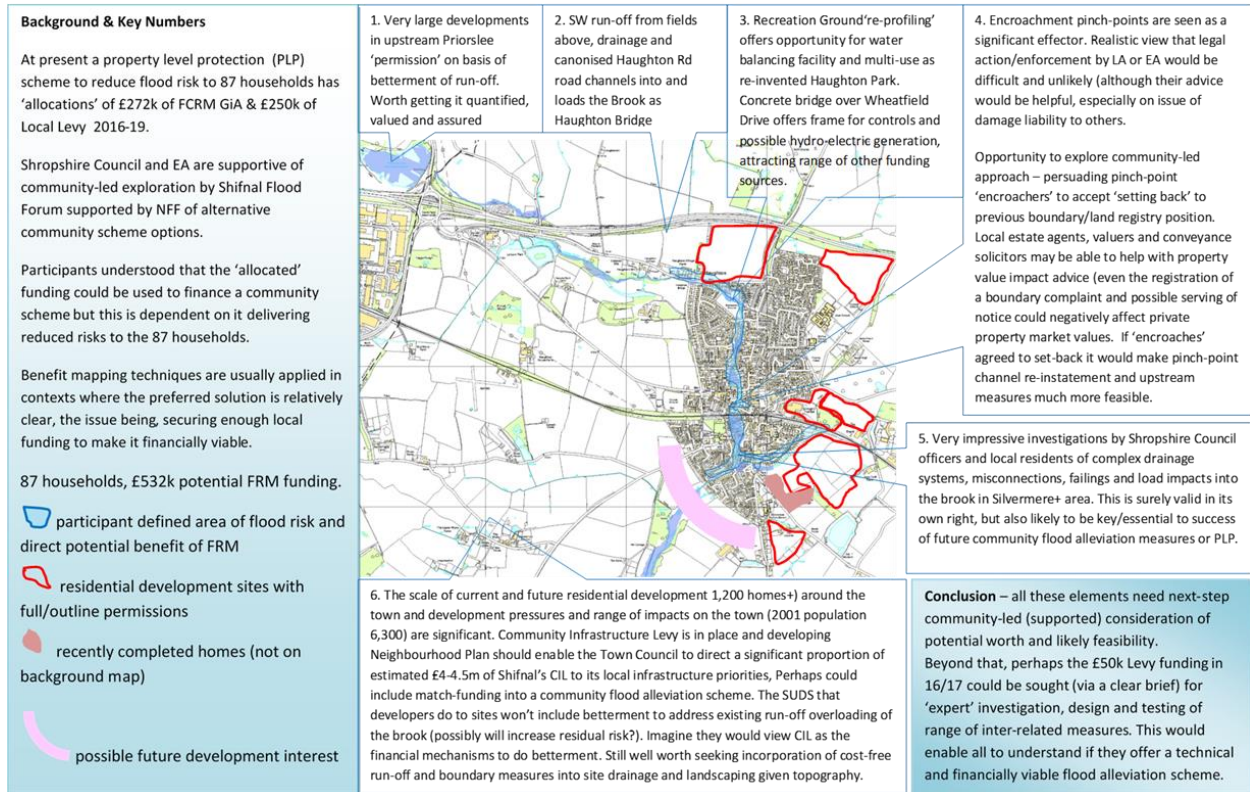 Background & Key Numbers
At present a property level protection (PLP)
scheme to reduce flood risk to 87 households has
‘allocations’ of £272k of FCRM GiA & £250k of
Local Levy 2016-19.
Shropshire Council and EA are supportive of
community-led exploration by Shifnal Flood
Forum supported by NFF of alternative
community scheme options.
Participants understood that the ‘allocated’
funding could be used to finance a community
scheme but this is dependent on it delivering
reduced risks to the 87 households.
Benefit mapping techniques are usually applied in
contexts where the preferred solution is relatively
clear, the issue being, securing enough local
funding to make it financially viable.
87 households, £532k potential FRM funding.
participant defined area of flood risk and
direct potential benefit of FRM
residential development sites with
full/outline permissions
recently completed homes (not on
background map)
possible future development interest
1. Very large developments
in upstream Priorslee
‘permission’ on basis of
betterment of run-off.
Worth getting it quantified,
valued and assured
2. SW run-off from fields
above, drainage and
canonised Haughton Rd
road channels into and
loads the Brook as
Haughton Bridge
3. Recreation Ground‘re-profiling’
offers opportunity for water
balancing facility and multi-use as
re-invented Haughton Park.
Concrete bridge over Wheatfield
Drive offers frame for controls and
possible hydro-electric generation,
attracting range of other funding
sources.
4. Encroachment pinch-points are seen as a
significant effector. Realistic view that legal
action/enforcement by LA or EA would be
difficult and unlikely (although their advice
would be helpful, especially on issue of
damage liability to others.
Opportunity to explore community-led
approach – persuading pinch-point
‘encroachers’ to accept ‘setting back’ to
previous boundary/land registry position.
Local estate agents, valuers and conveyance
solicitors may be able to help with property
value impact advice (even the registration of
a boundary complaint and possible serving of
notice could negatively affect private
property market values. If ‘encroaches’
agreed to set-back it would make pinch-point
channel re-instatement and upstream
measures much more feasible.
5. Very impressive investigations by Shropshire Council
officers and local residents of complex drainage
systems, misconnections, failings and load impacts into
the brook in Silvermere+ area. This is surely valid in its
own right, but also likely to be key/essential to success
of future community flood alleviation measures or PLP.
6. The scale of current and future residential development 1,200 homes+) around the
town and development pressures and range of impacts on the town (2001 population
6,300) are significant. Community Infrastructure Levy is in place and developing
Neighbourhood Plan should enable the Town Council to direct a significant proportion of
estimated £4-4.5m of Shifnal’s CIL to its local infrastructure priorities, Perhaps could
include match-funding into a community flood alleviation scheme. The SUDS that
developers do to sites won’t include betterment to address existing run-off overloading of
the brook (possibly will increase residual risk?). Imagine they would view CIL as the
financial mechanisms to do betterment. Still well worth seeking incorporation of cost-free
run-off and boundary measures into site drainage and landscaping given topography.
Conclusion – all these elements need next-step
community-led (supported) consideration of
potential worth and likely feasibility.
Beyond that, perhaps the £50k Levy funding in
16/17 could be sought (via a clear brief) for
‘expert’ investigation, design and testing of
range of inter-related measures. This would
enable all to understand if they offer a technical
and financially viable flood alleviation scheme.